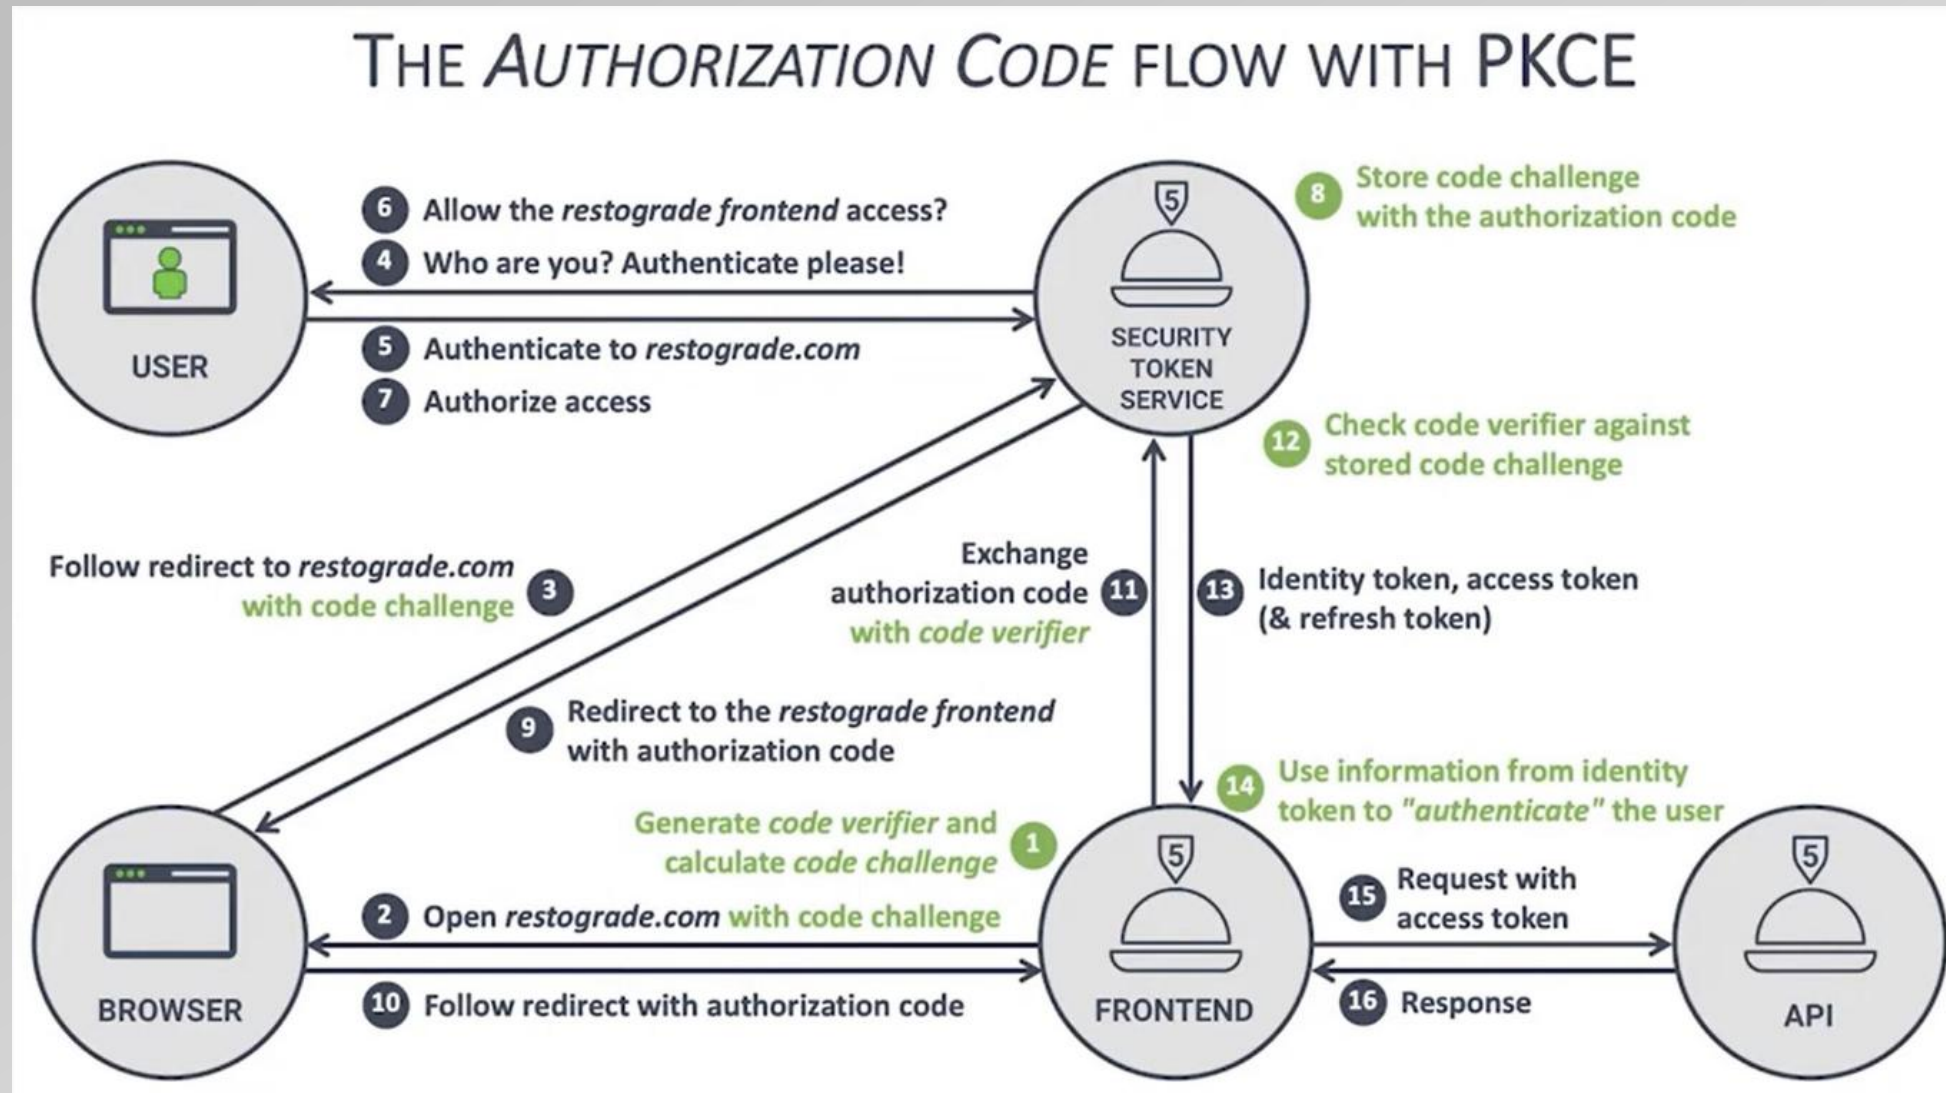 THE AUTHORIZATION CODE FLOW WITH PKCE
6 Allow the restograde frontend access?
4 Who are you? Authenticate please!
5 Authenticate to restograde.com
7 Authorize access
USER
5
SECURITY
TOKEN
SERVICE
8 Store code challenge
with the authorization code
12 Check code verifier against
stored code challenge
Follow redirect to restograde.com
with code challenge
3
Exchange
authorization code
with code verifier
11
13 Identity token, access token
(& refresh token)
9 Redirect to the restograde frontend
with authorization code
Generate code verifier and
calculate code challenge
1
14 Use information from identity
token to "authenticate" the user
2 Open restograde.com with code challenge
10 Follow redirect with authorization code
BROWSER
5
FRONTEND
15 Request with
access token
16 Response
5
API